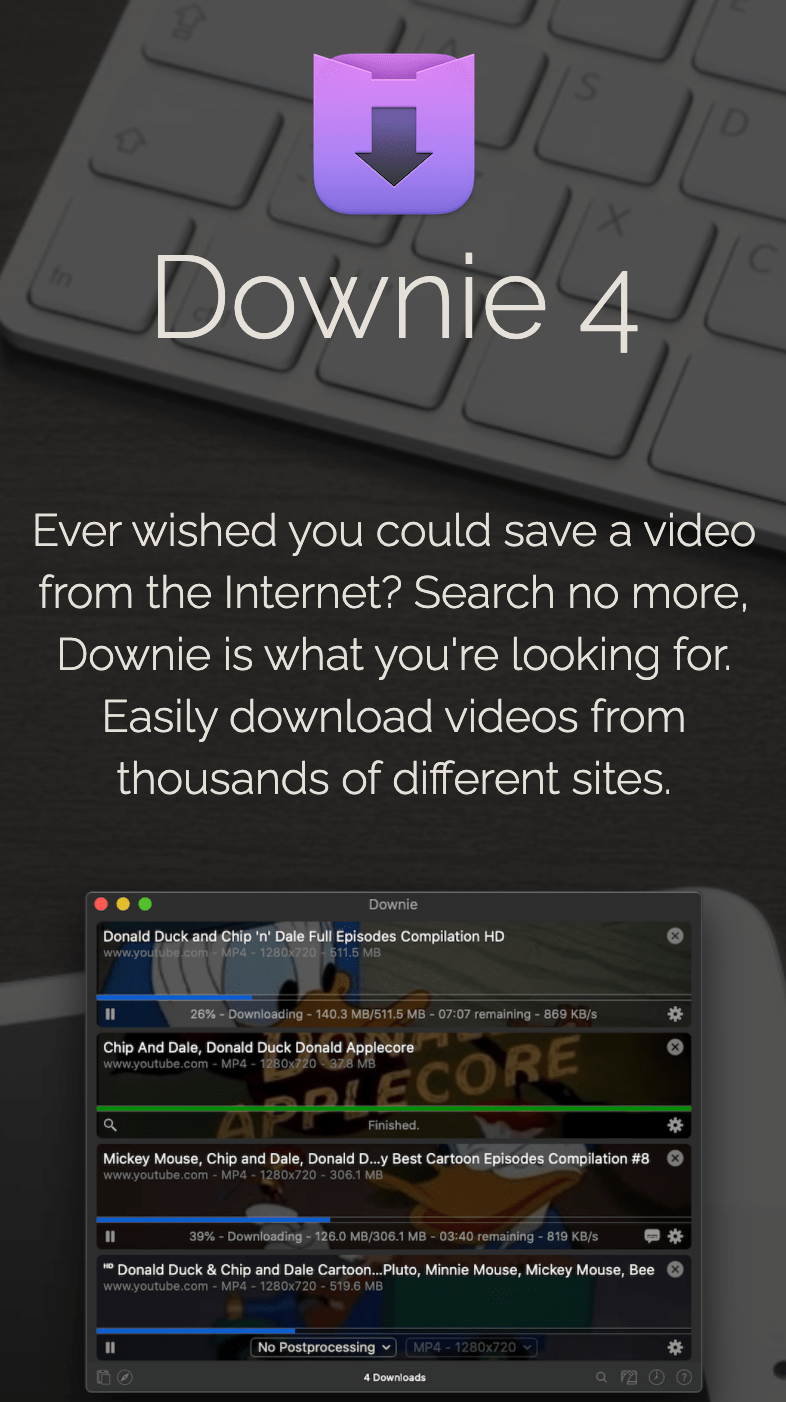 A
S
D
E
X
C
fn
Downie 4
Ever wished you could save a video
from the Internet? Search no more,
Downie is what you're looking for.
Easily download videos from
thousands of different sites.
Downie
Donald Duck and Chip 'n' Dale Full Episodes Compilation HD
www.youtube.com - MP4 - 1280x720 - 511.5 MB
26% - Downloading - 140.3 MB/511.5 MB - 07:07 remaining - 869 KB/s
Chip And Dale, Donald Duck Donald Applecore
www.youtube.com - MP4 - 1280x720 - 37.8 MB
APPLECORE
Finished.
Mickey Mouse, Chip and Dale, Donald D...y Best Cartoon Episodes Compilation #8
www.youtube.com - MP4 - 1280x720 - 306.1 MB
39% - Downloading - 126.0 MB/306.1 MB - 03:40 remaining - 819 KB/s
HD Donald Duck & Chip and Dale Cartoon...Pluto, Minnie Mouse, Mickey Mouse, Bee
www.youtube.com - MP4 - 1280x720 - 519.6 MB
No Postprocessing MP4 - 1280x720
4 Downloads